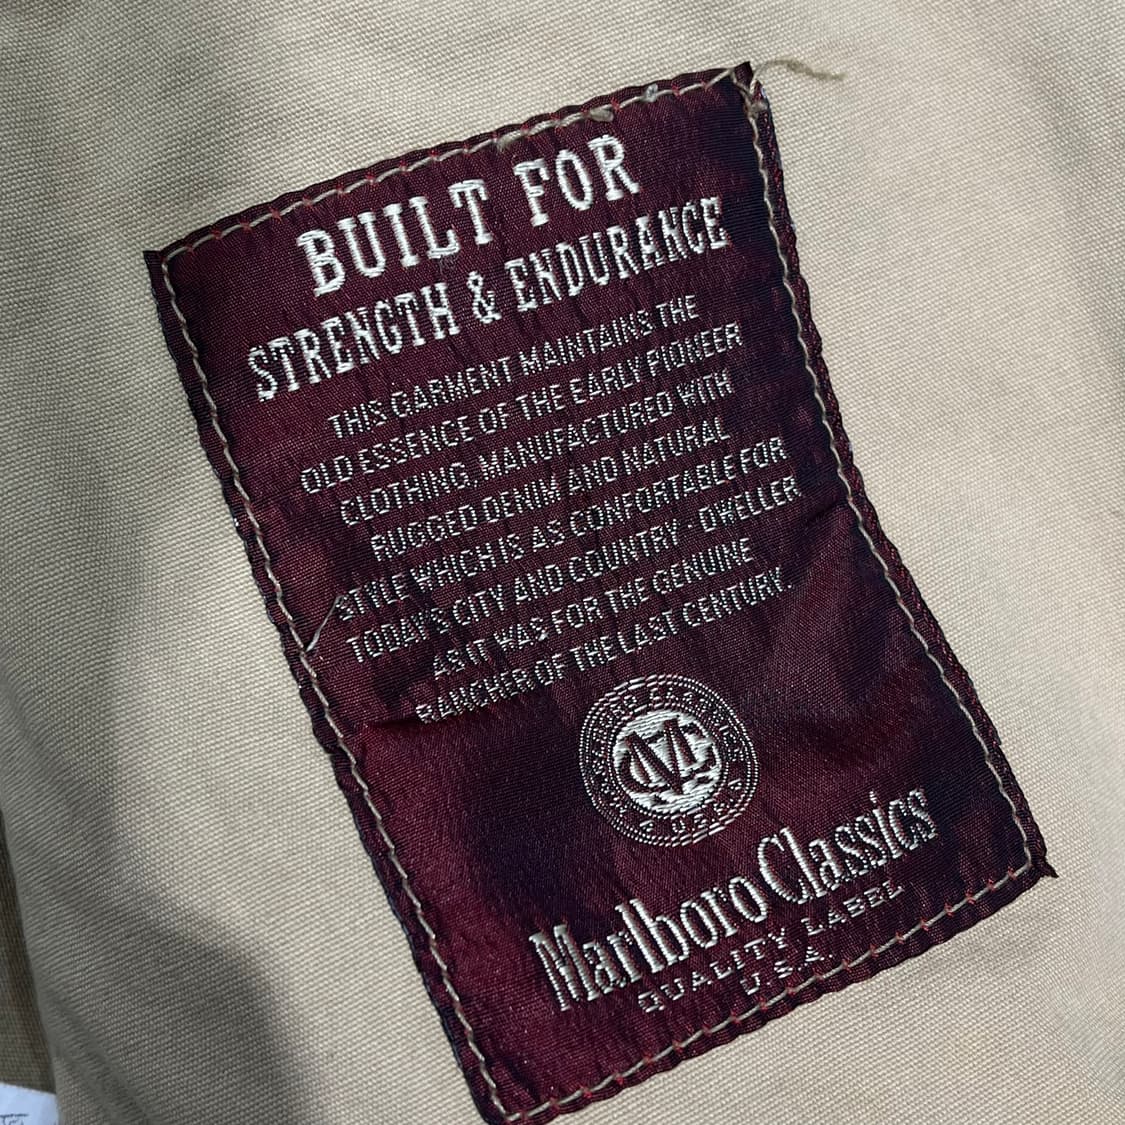 BUILT FOR
STRENGTH & ENDURANCE
THIS GARMENT MAINTAINS THE
OLD ESSENCE OF THE EARLY PIONEER
CLOTHING, MANUFACTURED WITH
RUGGED DENIM AND NATURAL
STYLE WHICH IS AS CONFORTABLE FOR
TODAY'S CITY AND COUNTRY - DWELLER
AS IT WAS FOR THE GENUINE
RANCHER OF THE LAST CENTURY.
MC
Marlboro Classics
QUALITY LABEL
U.S.A.